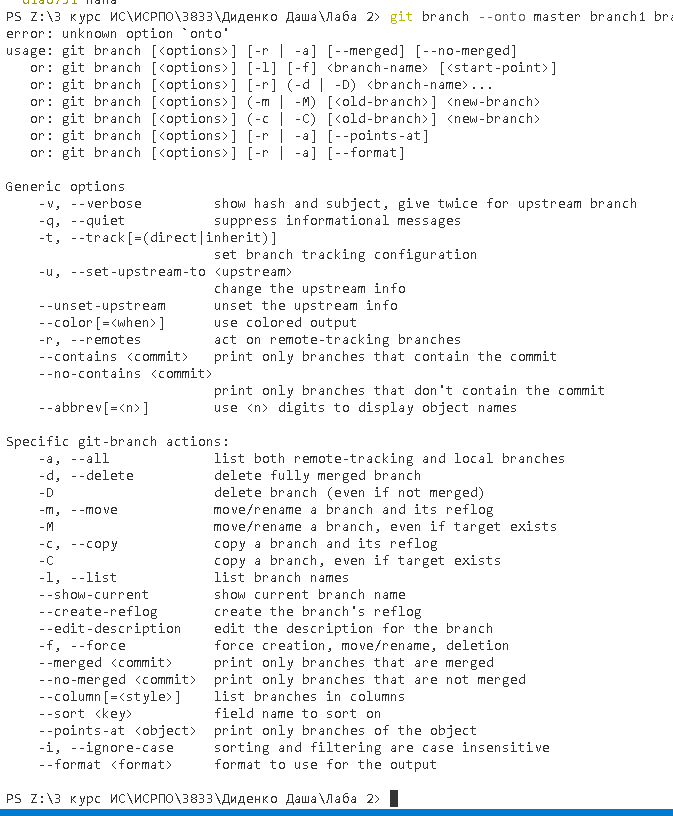 PS Z:\3 курс ИС\ИСРПО\3833\Диденко Даша\Лаба 2> git branch --onto master branch1
error: unknown option `onto'
usage: git branch [<options>] [-r | -a] [--merged] [--no-merged]
   or: git branch [<options>] [-l] [-f] <branch-name> [<start-point>]
   or: git branch [<options>] [-r] (-d | -D) <branch-name>...
   or: git branch [<options>] (-m | -M) [<old-branch>] <new-branch>
   or: git branch [<options>] (-c | -C) [<old-branch>] <new-branch>
   or: git branch [<options>] [-r | -a] [--points-at]
   or: git branch [<options>] [-r | -a] [--format]

Generic options
    -v, --verbose         show hash and subject, give twice for upstream branch
    -q, --quiet           suppress informational messages
    -t, --track[=(direct|inherit)]
                          set branch tracking configuration
    -u, --set-upstream-to <upstream>
                          change the upstream info
    --unset-upstream      unset the upstream info
    --color[=<when>]      use colored output
    -r, --remotes         act on remote-tracking branches
    --contains <commit>   print only branches that contain the commit
    --no-contains <commit>
                          print only branches that don't contain the commit
    --abbrev[=<n>]        use <n> digits to display object names

Specific git-branch actions:
    -a, --all             list both remote-tracking and local branches
    -d, --delete          delete fully merged branch
    -D                    delete branch (even if not merged)
    -m, --move            move/rename a branch and its reflog
    -M                    move/rename a branch, even if target exists
    -c, --copy            copy a branch and its reflog
    -C                    copy a branch, even if target exists
    -l, --list            list branch names
    --show-current        show current branch name
    --create-reflog       create the branch's reflog
    --edit-description    edit the description for the branch
    -f, --force           force creation, move/rename, deletion
    --merged <commit>     print only branches that are merged
    --no-merged <commit>  print only branches that are not merged
    --column[=<style>]    list branches in columns
    --sort <key>          field name to sort on
    --points-at <object>  print only branches of the object
    -i, --ignore-case     sorting and filtering are case insensitive
    --format <format>     format to use for the output

PS Z:\3 курс ИС\ИСРПО\3833\Диденко Даша\Лаба 2>